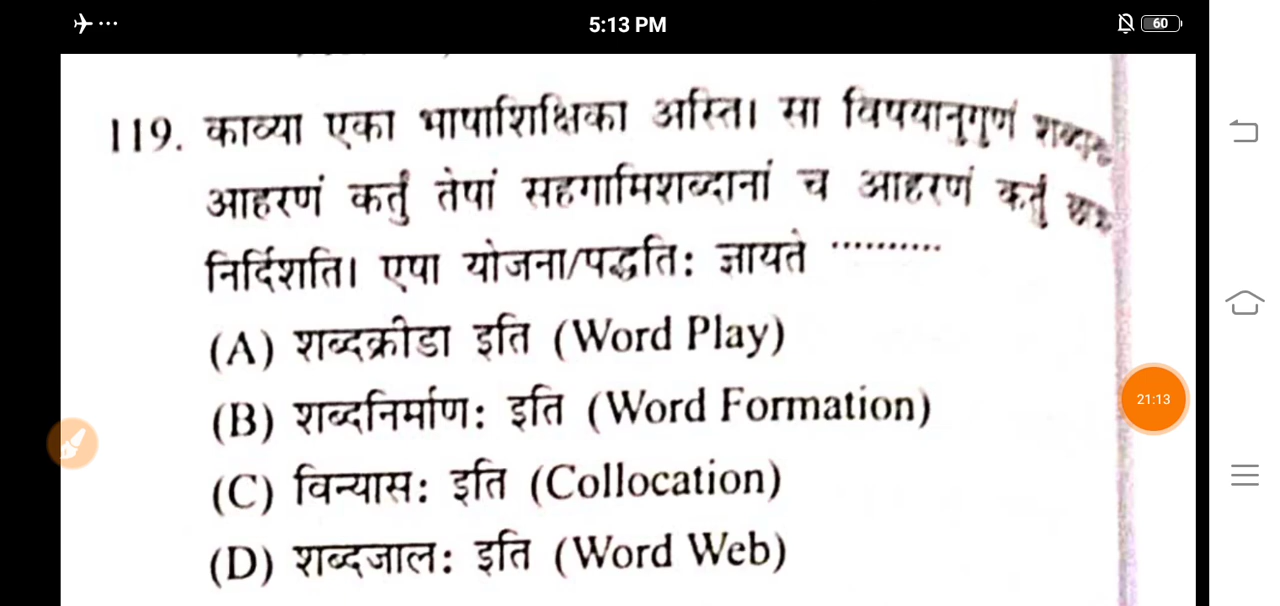 5:13 PM
60
119. काव्या एका भाषाशिक्षिका अस्ति। सा विषयानुगुणं
आहरणं कर्तुं तेषां सहगामिशब्दानां च आहरणं कर्तुं
निर्दिशति। एषा योजना/पद्धतिः ज्ञायते ..........
(A) शब्दक्रीडा इति (Word Play)
(B) शब्दनिर्माणः इति (Word Formation)
21:13
(C) विन्यासः इति (Collocation)
(D) शब्दजालः इति (Word Web)